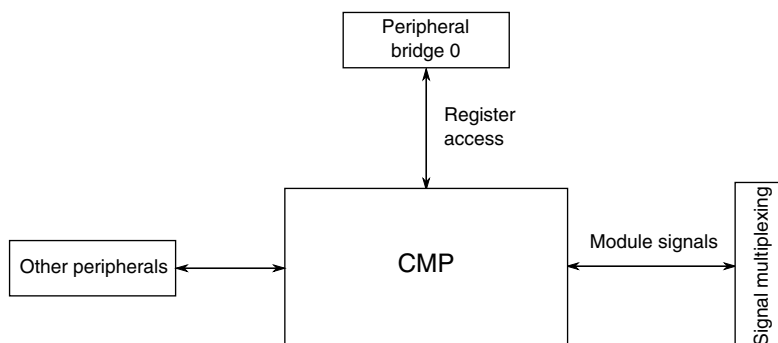 Peripheral
bridge 0
Register
access
Signal multiplexing
Module signals
CMP
Other peripherals